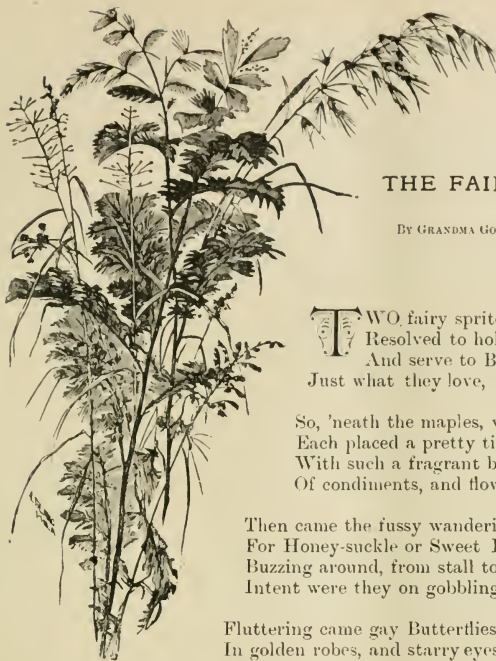 THE FAI
BY GRANDMA GO
TWO fairy sprite
Resolved to hol
And serve to B
Just what they love,
So, 'neath the maples, w
Each placed a pretty ti
With such a fragrant b
Of condiments, and flow
Then came the fussy wanderi
For Honey-suckle or Sweet
Buzzing around, from stall to
Intent were they on gobbling
Fluttering came gay Butterflies
In golden robes, and starry eyes